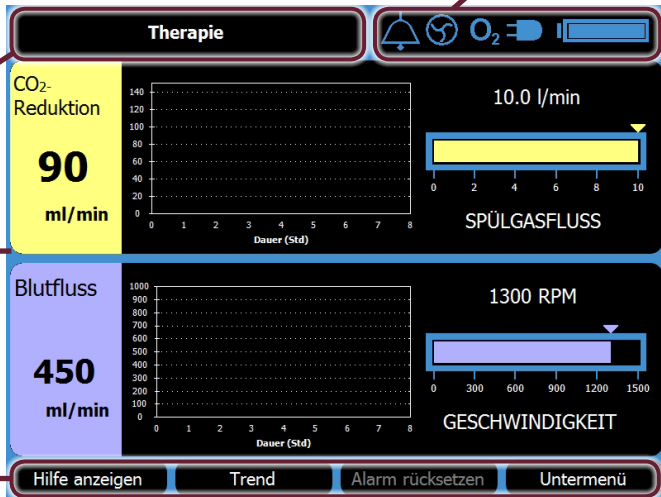 Therapie
O2
CO2-
Reduktion
90
ml/min
140
120
100
80
60
40
20
0
0 1 2 3 4 5 6 7 8
Dauer (Std)
10.0 l/min
0 2 4 6 8 10
SPÜLGASFLUSS
Blutfluss
450
ml/min
1000
900
800
700
600
500
400
300
200
100
0
0 1 2 3 4 5 6 7 8
Dauer (Std)
1300 RPM
0 300 600 900 1200 1500
GESCHWINDIGKEIT
Hilfe anzeigen Trend Alarm rücksetzen Untermenü